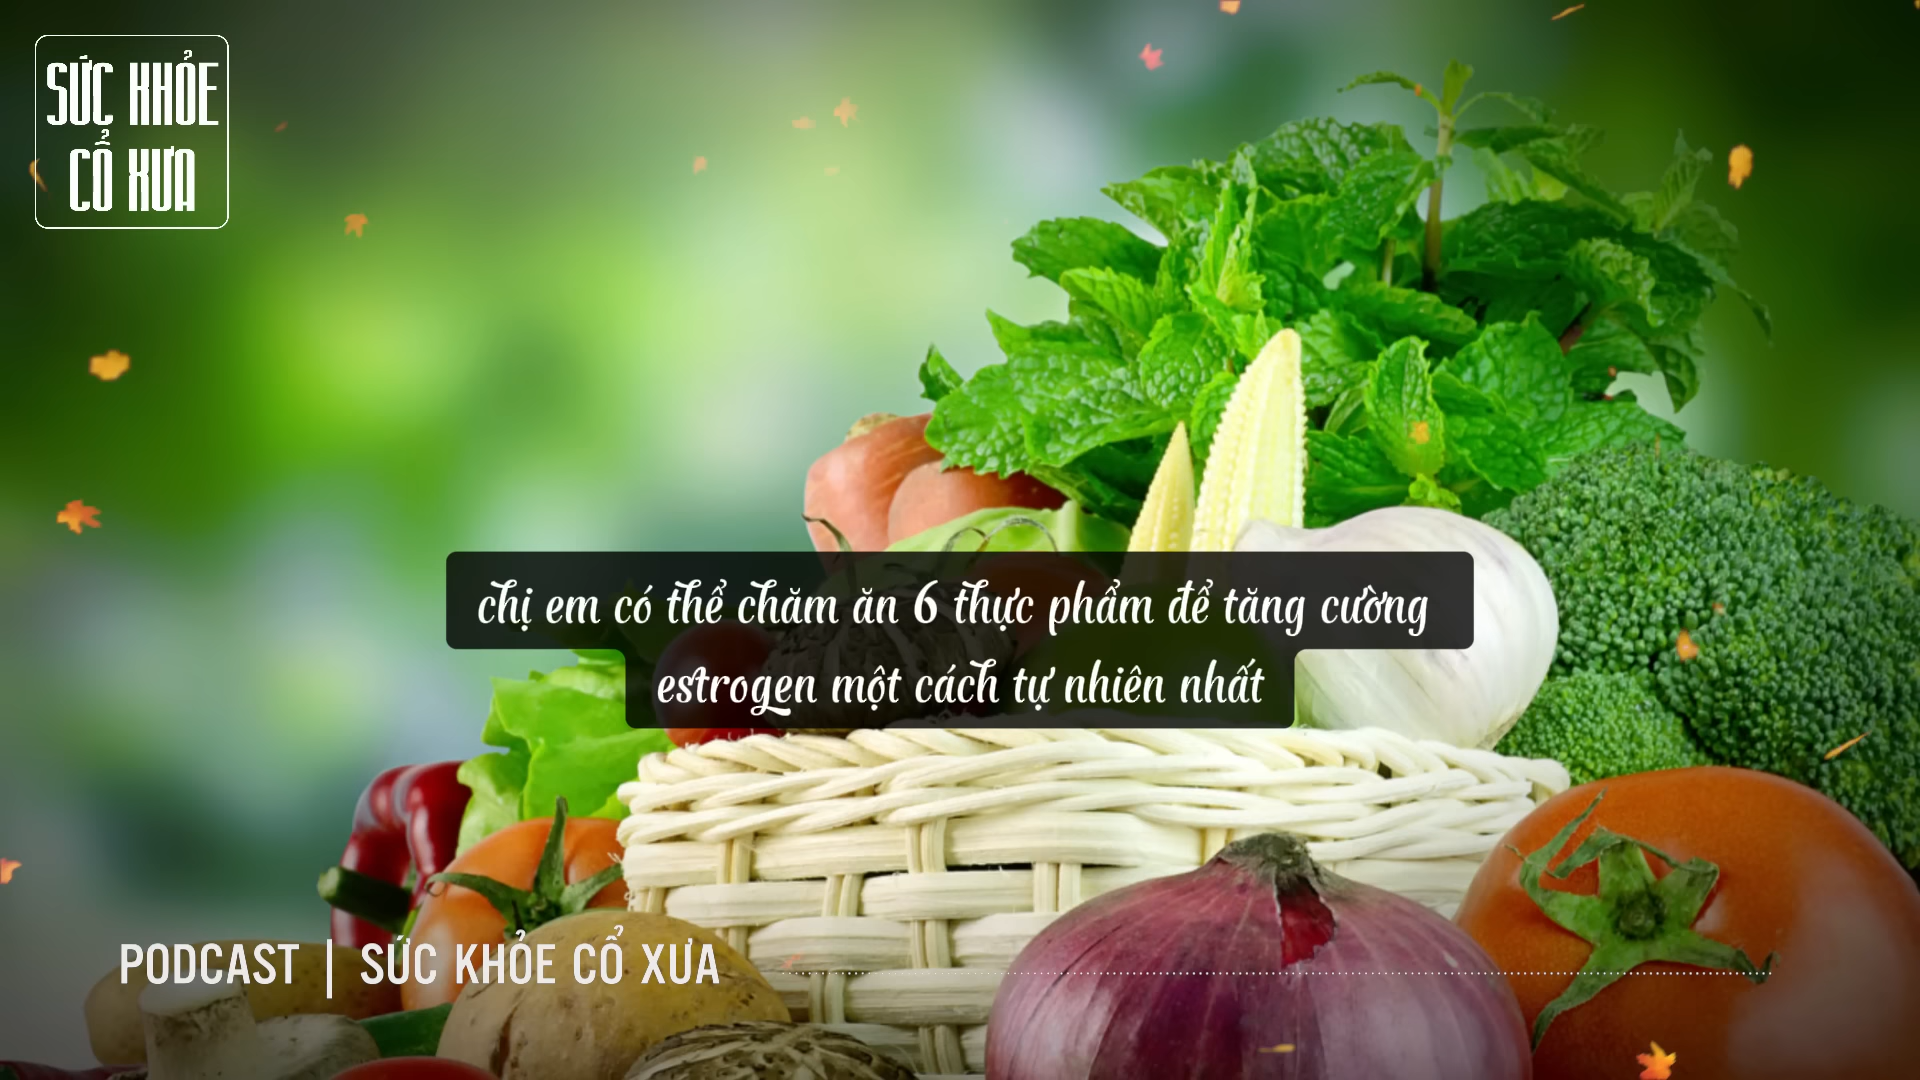 SỨC KHỎE
CỔ XƯA
chị em có thể chăm ăn 6 thực phẩm để tăng cường
estrogen một cách tự nhiên nhất
PODCAST | SỨC KHỎE CỔ XƯA